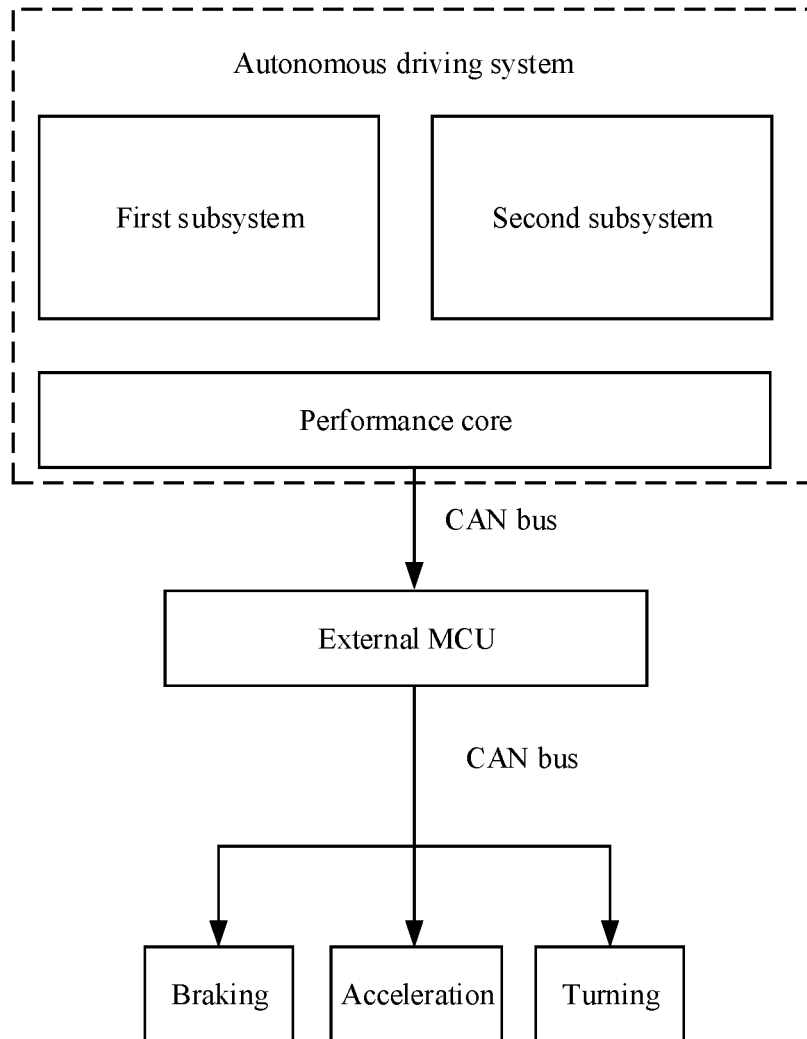 Autonomous driving system
First subsystem
Second subsystem
Performance core
CAN bus
External MCU
CAN bus
Braking
Acceleration
Turning